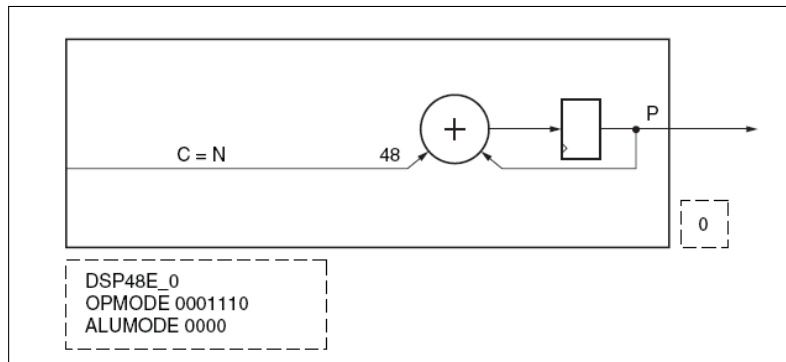 P
C = N
48
0
DSP48E_0
OPMODE 0001110
ALUMODE 0000